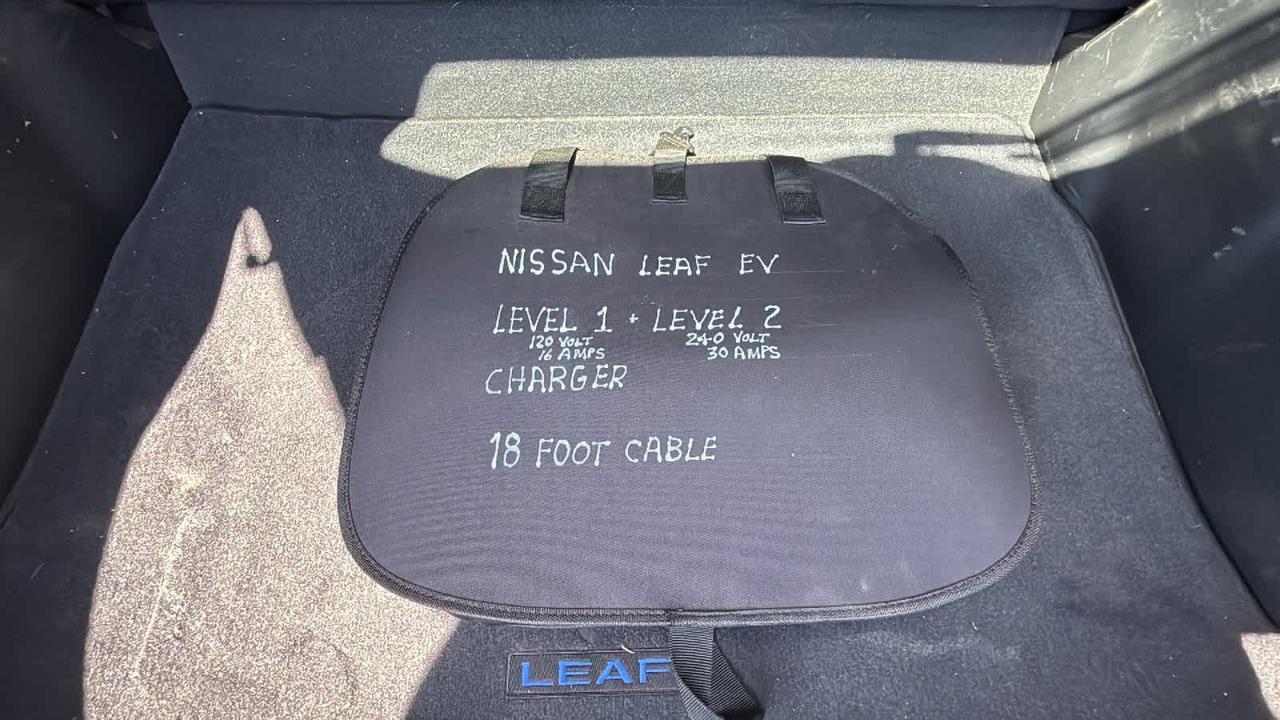 NISSAN LEAF EV
LEVEL 1 + LEVEL 2
120 VOLT 240 VOLT
16 AMPS 30 AMPS
CHARGER
18 FOOT CABLE
LEAF